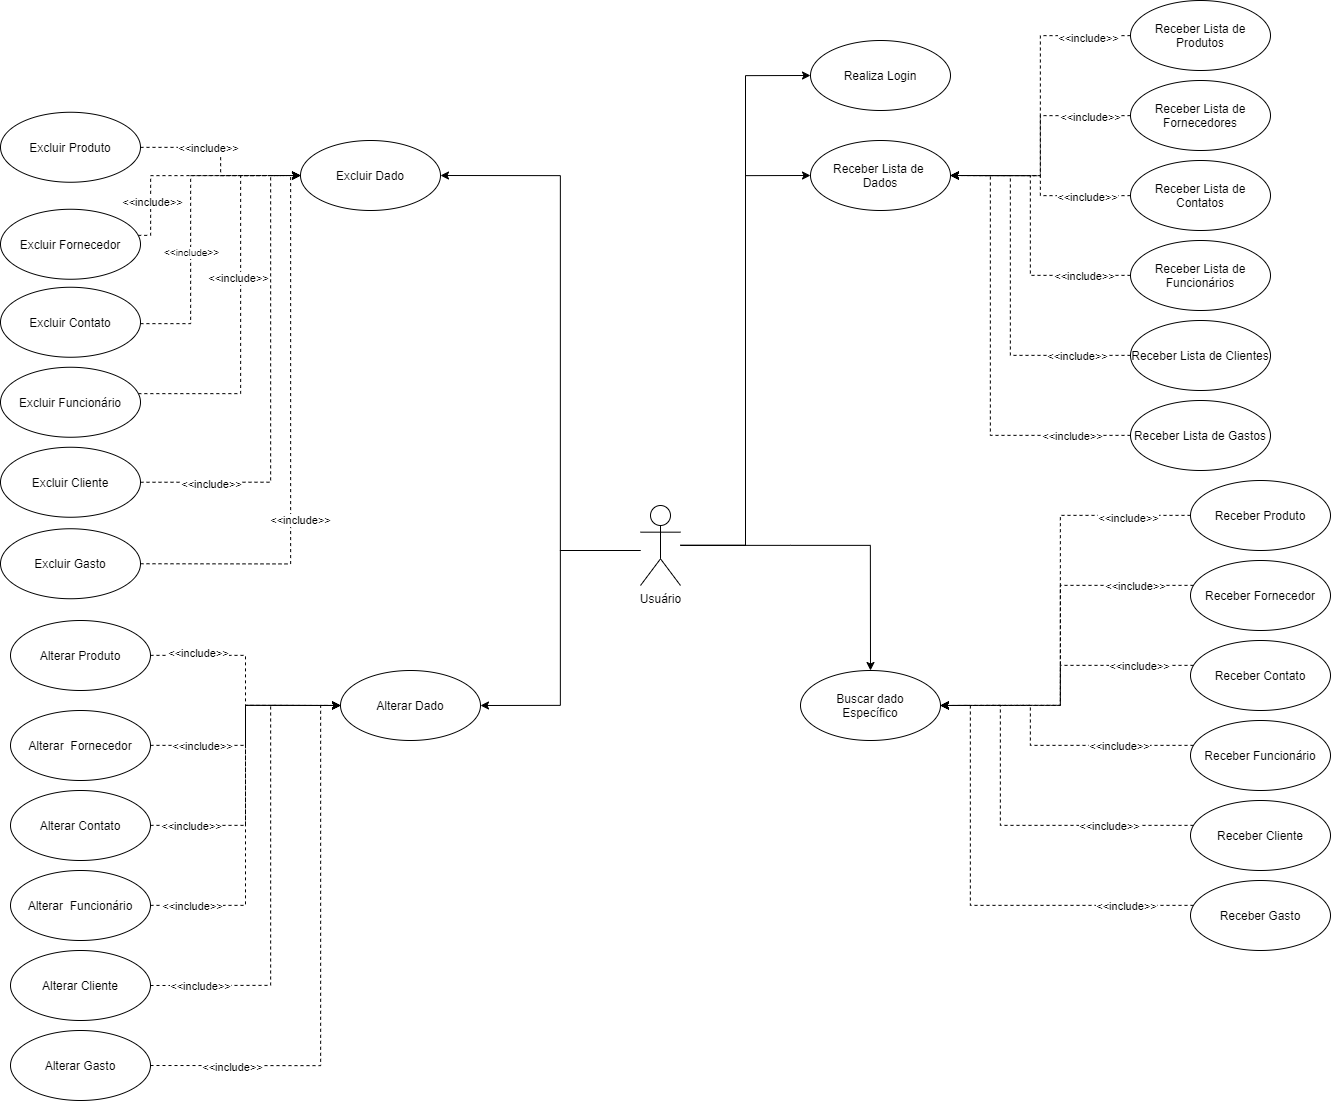 Excluir Produto
<<include>>
Excluir Fornecedor
<<include>>
Excluir Contato
<<include>>
Excluir Funcionário
<<include>>
Excluir Cliente
<<include>>
Excluir Gasto
<<include>>
Excluir Dado
Alterar Produto
<<include>>
Alterar  Fornecedor
<<include>>
Alterar Contato
<<include>>
Alterar  Funcionário
<<include>>
Alterar Cliente
<<include>>
Alterar Gasto
<<include>>
Alterar Dado
Usuário
Realiza Login
Receber Lista de
Dados
<<include>>
Receber Lista de
Produtos
<<include>>
Receber Lista de
Fornecedores
<<include>>
Receber Lista de
Contatos
<<include>>
Receber Lista de
Funcionários
<<include>>
Receber Lista de Clientes
<<include>>
Receber Lista de Gastos
Buscar dado
Específico
<<include>>
Receber Produto
<<include>>
Receber Fornecedor
<<include>>
Receber Contato
<<include>>
Receber Funcionário
<<include>>
Receber Cliente
<<include>>
Receber Gasto